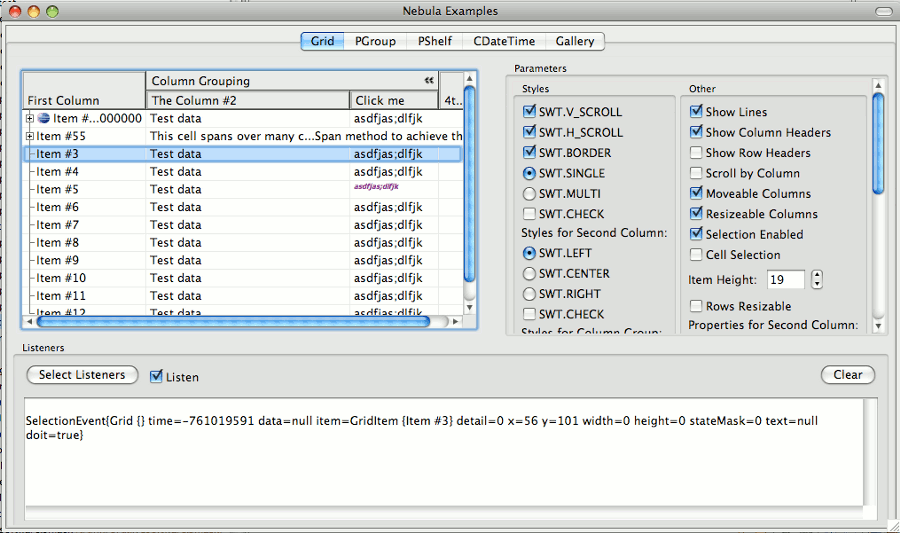 Nebula Examples
Grid PGroup PShelf CDateTime Gallery
Column Grouping
First Column The Column #2 Click me 4t..
Item #...000000 Test data
Item #55 This cell spans over many c...Span method to achieve th
Item #3 Test data asdfjas;dlfjk
Item #4 Test data asdfjas;dlfjk
Item #5 Test data asdfjas;dlfjk
Item #6 Test data asdfjas;dlfjk
Item #7 Test data asdfjas;dlfjk
Item #8 Test data asdfjas;dlfjk
Item #9 Test data asdfjas;dlfjk
Item #10 Test data asdfjas;dlfjk
Item #11 Test data asdfjas;dlfjk
Item #12 Test data asdfjas;dlfjk
Parameters
Styles
SWT.V_SCROLL
SWT.H_SCROLL
SWT.BORDER
SWT.SINGLE
SWT.MULTI
SWT.CHECK
Styles for Second Column:
SWT.LEFT
SWT.CENTER
SWT.RIGHT
SWT.CHECK
Styles for Column Group:
Other
Show Lines
Show Column Headers
Show Row Headers
Scroll by Column
Moveable Columns
Resizeable Columns
Selection Enabled
Cell Selection
Item Height: 19
Rows Resizable
Properties for Second Column:
Listeners
Select Listeners Listen Clear
SelectionEvent{Grid {} time=-761019591 data=null item=GridItem {Item #3} detail=0 x=56 y=101 width=0 height=0 stateMask=0 text=null
doit=true}